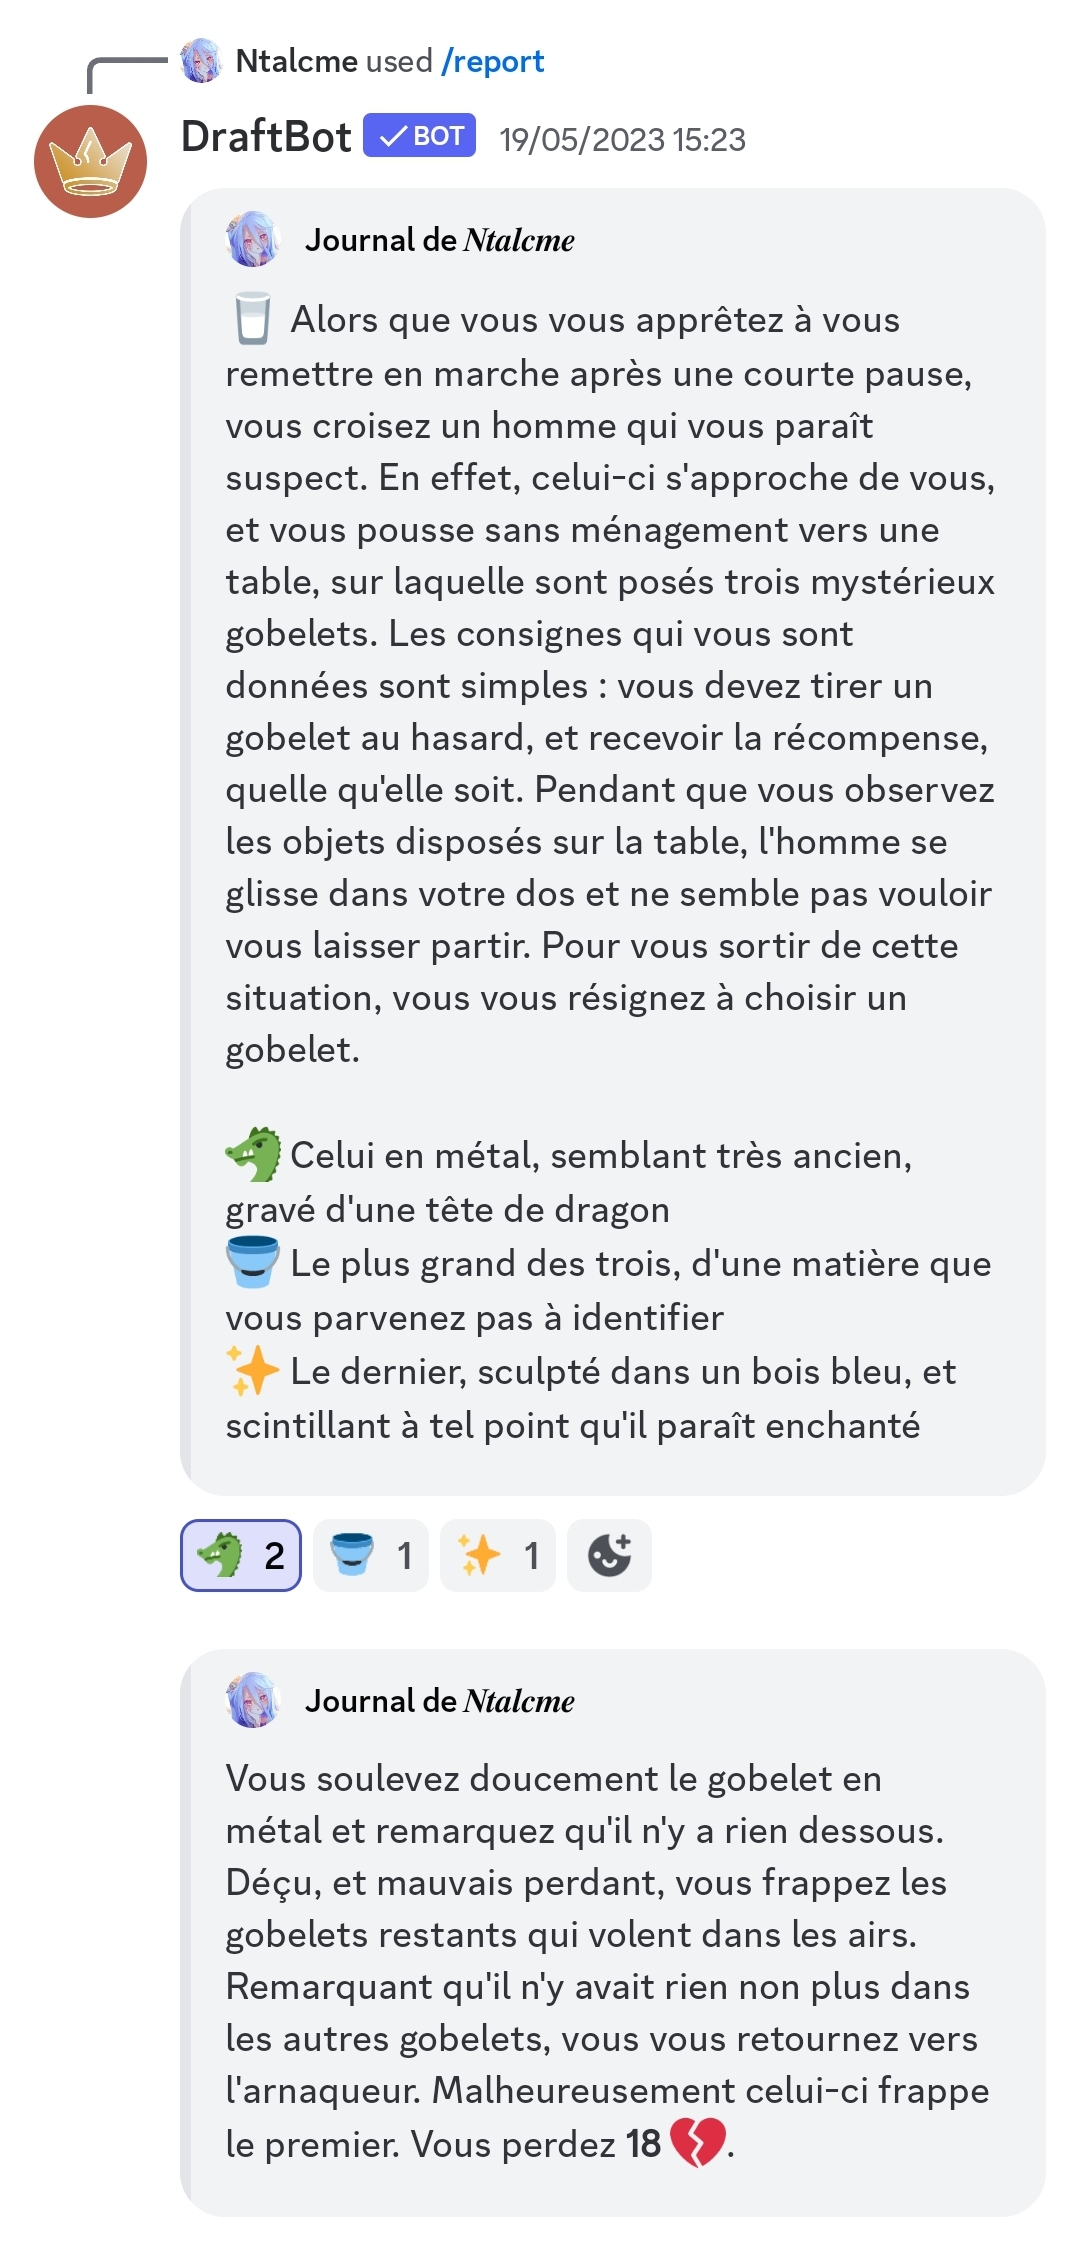 Ntalcme used /report
DraftBot ✓ BOT 19/05/2023 15:23
Journal de Ntalcme
🥛 Alors que vous vous apprêtez à vous
remettre en marche après une courte pause,
vous croisez un homme qui vous paraît
suspect. En effet, celui-ci s'approche de vous,
et vous pousse sans ménagement vers une
table, sur laquelle sont posés trois mystérieux
gobelets. Les consignes qui vous sont
données sont simples : vous devez tirer un
gobelet au hasard, et recevoir la récompense,
quelle qu'elle soit. Pendant que vous observez
les objets disposés sur la table, l'homme se
glisse dans votre dos et ne semble pas vouloir
vous laisser partir. Pour vous sortir de cette
situation, vous vous résignez à choisir un
gobelet.
🐲 Celui en métal, semblant très ancien,
gravé d'une tête de dragon
🪣 Le plus grand des trois, d'une matière que
vous parvenez pas à identifier
✨ Le dernier, sculpté dans un bois bleu, et
scintillant à tel point qu'il paraît enchanté
🐲 2 🪣 1 ✨ 1
Journal de Ntalcme
Vous soulevez doucement le gobelet en
métal et remarquez qu'il n'y a rien dessous.
Déçu, et mauvais perdant, vous frappez les
gobelets restants qui volent dans les airs.
Remarquant qu'il n'y avait rien non plus dans
les autres gobelets, vous vous retournez vers
l'arnaqueur. Malheureusement celui-ci frappe
le premier. Vous perdez 18 💔.